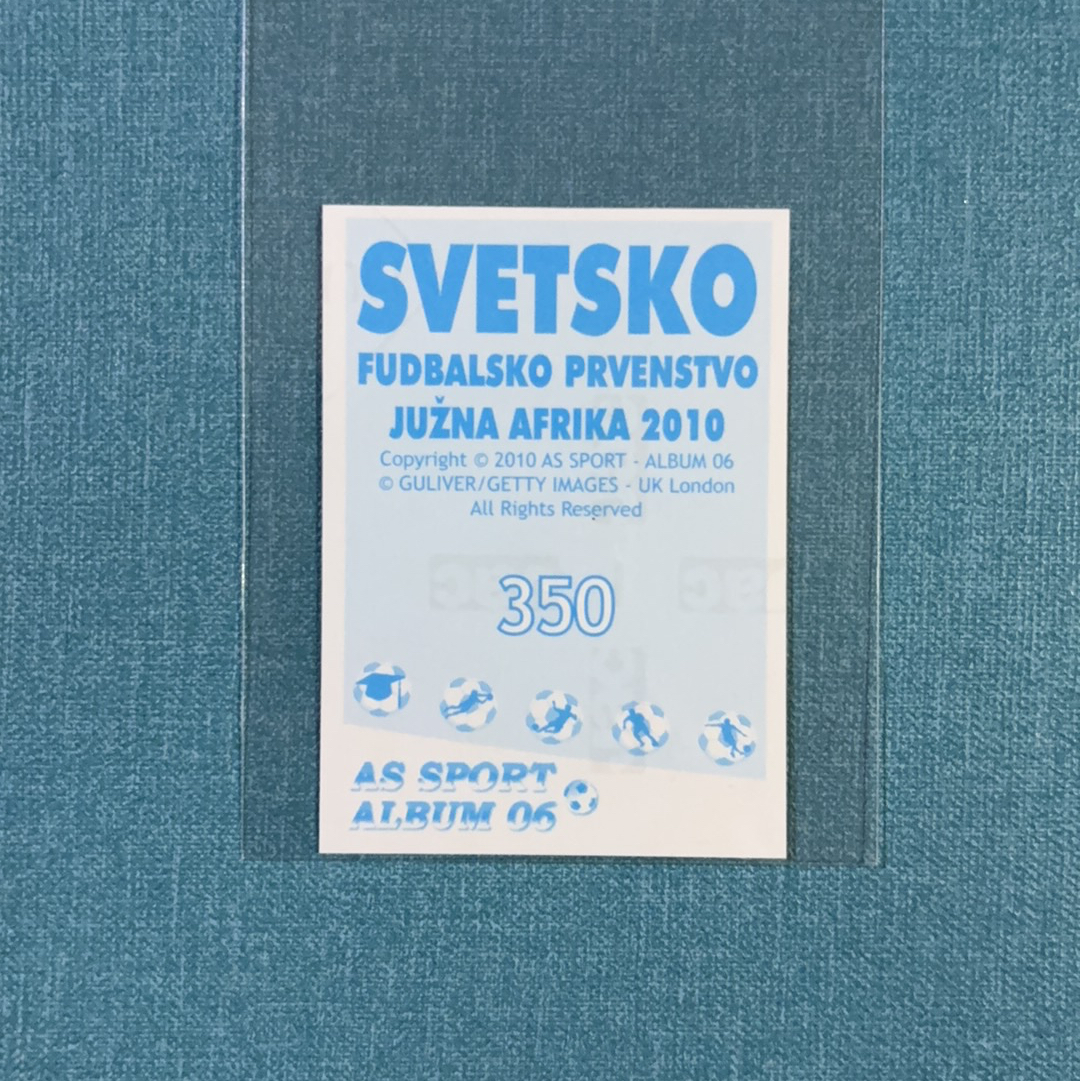 SVETSKO
FUDBALSKO PRVENSTVO
JUŽNA AFRIKA 2010
Copyright © 2010 AS SPORT - ALBUM 06
© GULIVER/GETTY IMAGES - UK London
All Rights Reserved
350
AS SPORT
ALBUM 06